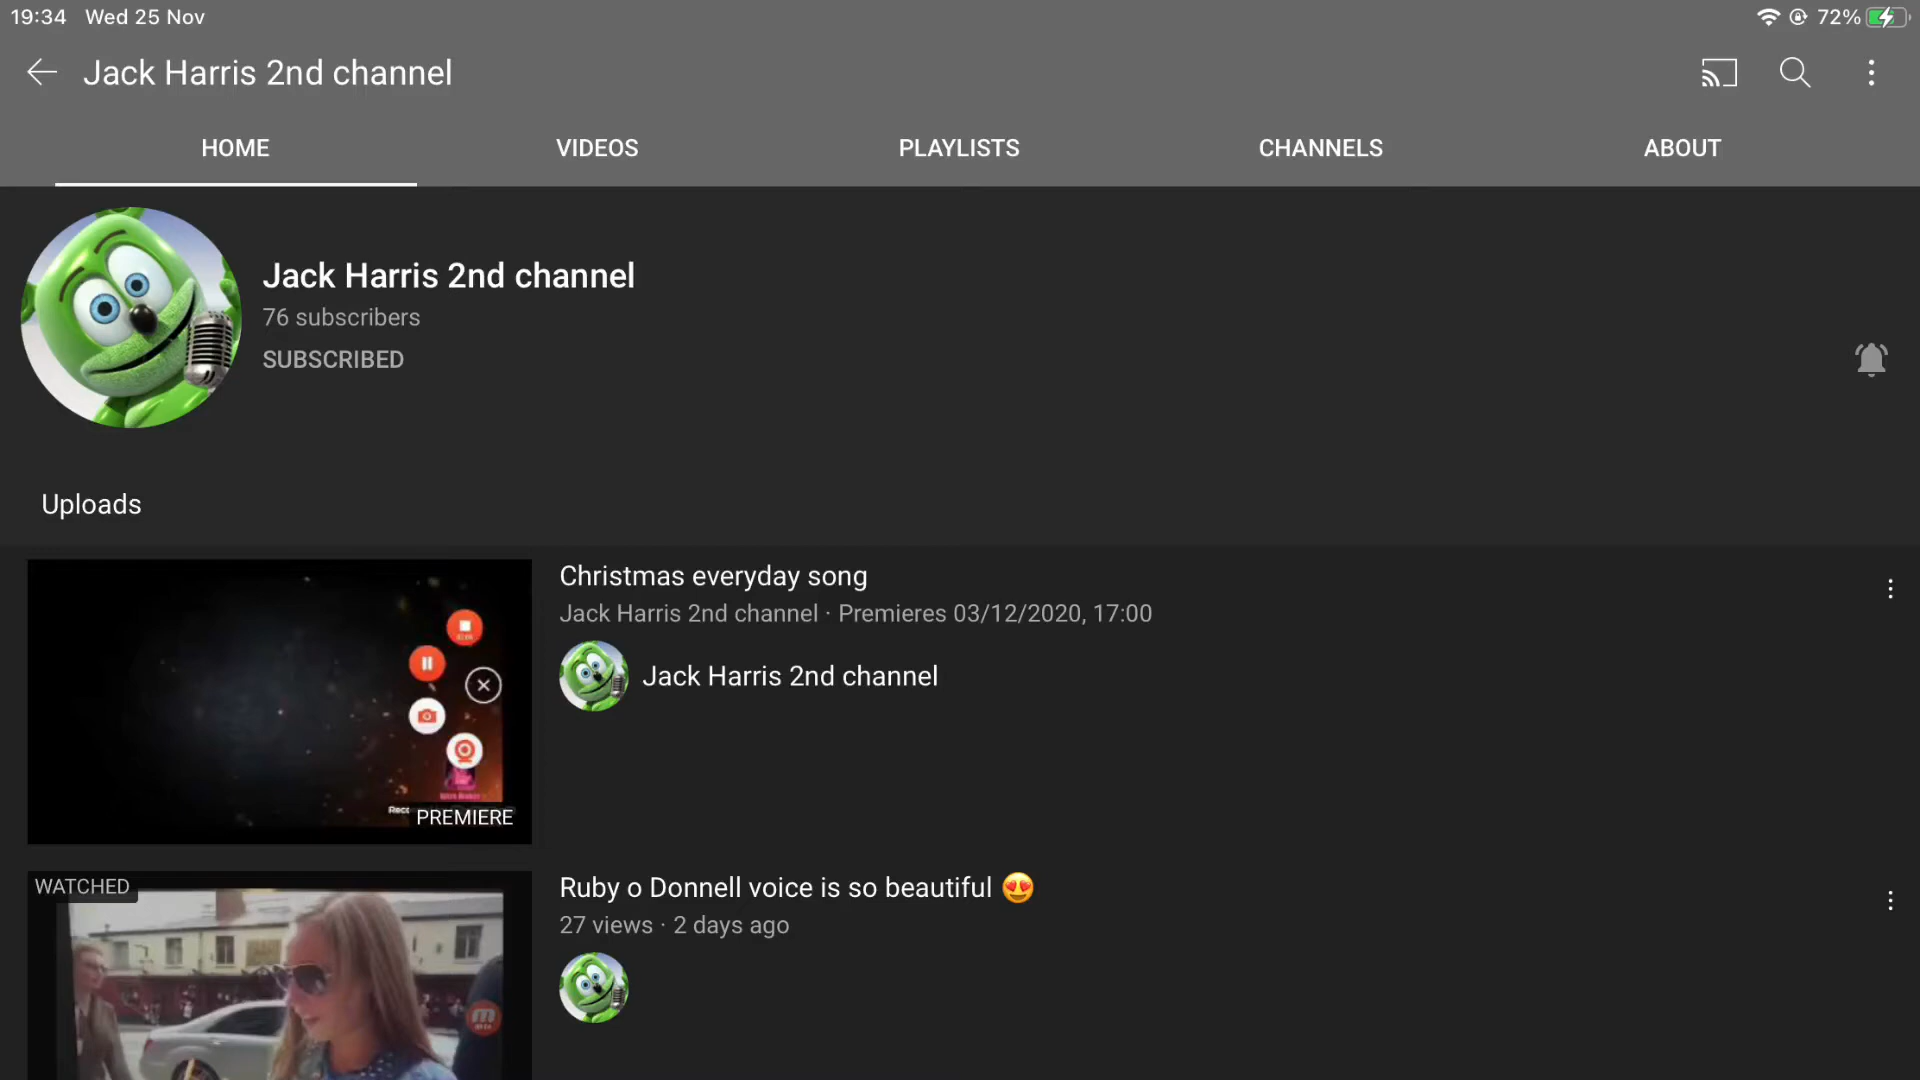 19:34 Wed 25 Nov 72%
Jack Harris 2nd channel
HOME VIDEOS PLAYLISTS CHANNELS ABOUT
Jack Harris 2nd channel
76 subscribers
SUBSCRIBED
Uploads
Christmas everyday song
Jack Harris 2nd channel · Premieres 03/12/2020, 17:00
Jack Harris 2nd channel
PREMIERE
WATCHED
Ruby o Donnell voice is so beautiful 😍
27 views · 2 days ago